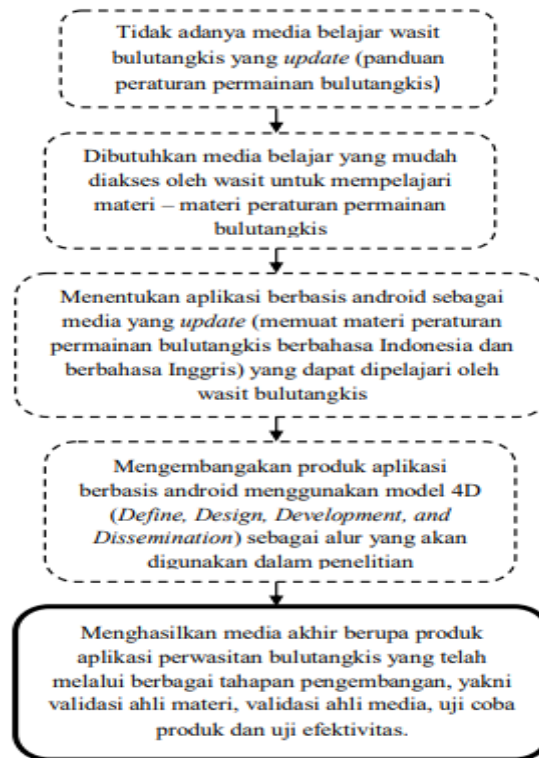 Tidak adanya media belajar wasit
bulutangkis yang update (panduan
peraturan permainan bulutangkis)
Dibutuhkan media belajar yang mudah
diakses oleh wasit untuk mempelajari
materi – materi peraturan permainan
bulutangkis
Menentukan aplikasi berbasis android sebagai
media yang update (memuat materi peraturan
permainan bulutangkis berbahasa Indonesia dan
berbahasa Inggris) yang dapat dipelajari oleh
wasit bulutangkis
Mengembangakan produk aplikasi
berbasis android menggunakan model 4D
(Define, Design, Development, and
Dissemination) sebagai alur yang akan
digunakan dalam penelitian
Menghasilkan media akhir berupa produk
aplikasi perwasitan bulutangkis yang telah
melalui berbagai tahapan pengembangan, yakni
validasi ahli materi, validasi ahli media, uji coba
produk dan uji efektivitas.